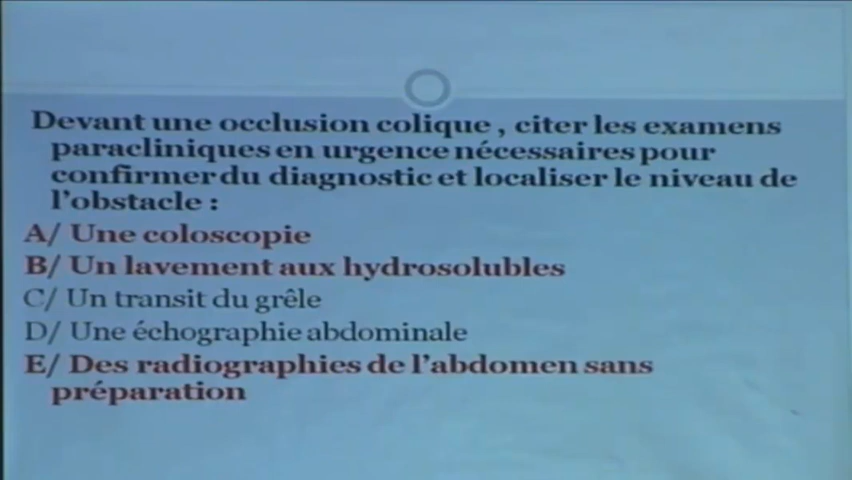 Devant une occlusion colique , citer les examens
paracliniques en urgence nécessaires pour
confirmer du diagnostic et localiser le niveau de
l'obstacle :
A/ Une coloscopie
B/ Un lavement aux hydrosolubles
C/ Un transit du grêle
D/ Une échographie abdominale
E/ Des radiographies de l'abdomen sans
préparation